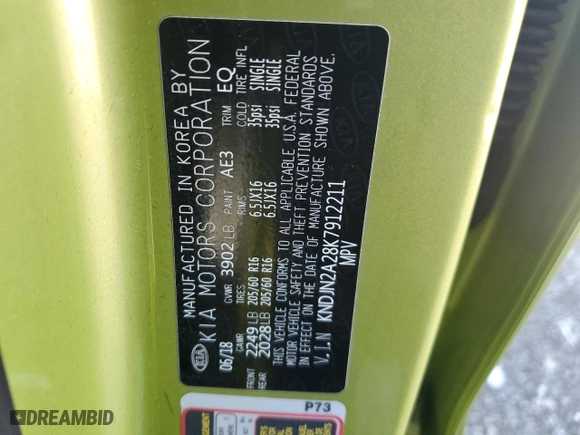 MANUFACTURED IN KOREA BY
KIA KIA MOTORS CORPORATION
06/18 GVWR 3902 LB PAINT AE3 TRIM EQ
TIRES RIMS COLD TIRE INFL
FRONT 2249 LB 205/60 R16 6.5JX16 35psi SINGLE
REAR 2028 LB 205/60 R16 6.5JX16 35psi SINGLE
THIS VEHICLE CONFORMS TO ALL APPLICABLE U.S.A. FEDERAL
MOTOR VEHICLE SAFETY AND THEFT PREVENTION STANDARDS
IN EFFECT ON THE DATE OF MANUFACTURE SHOWN ABOVE.
V.I.N KNDJN2A28K7912211
MPV
P73
DREAMBID